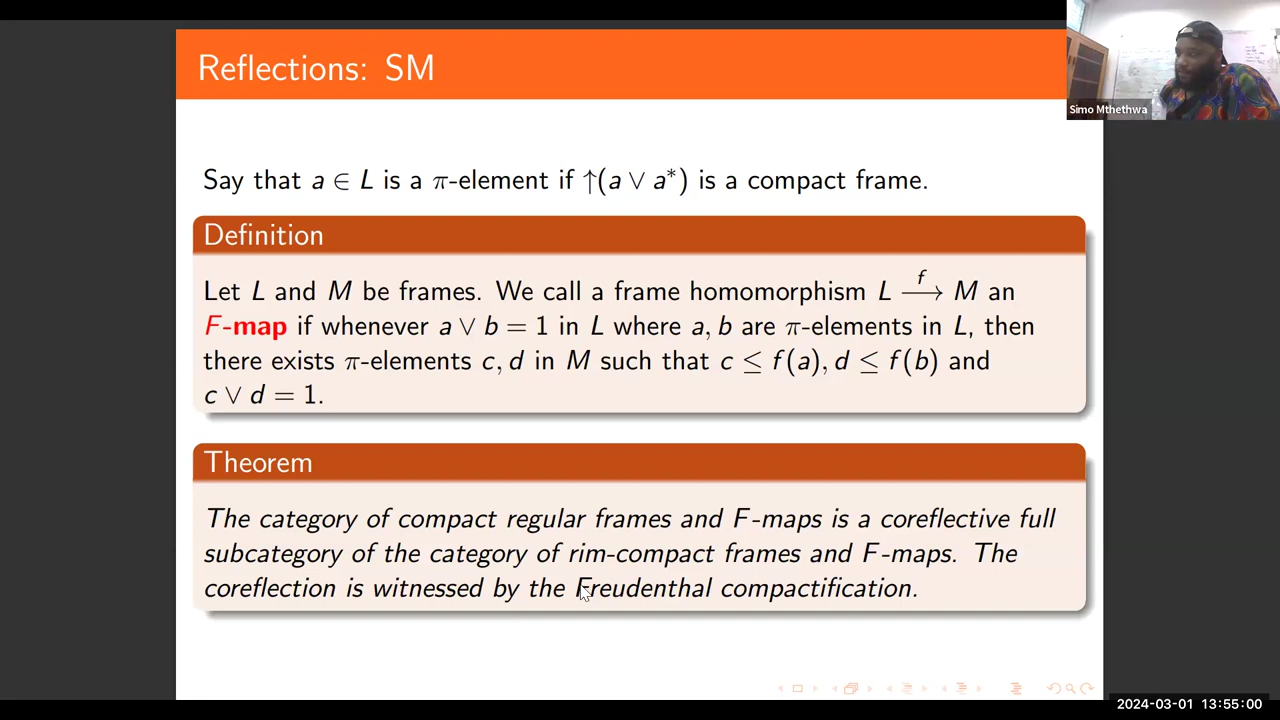 Reflections: SM
Simo Mthethwa
Say that a ∈ L is a π-element if ↑(a ∨ a*) is a compact frame.
Definition
Let L and M be frames. We call a frame homomorphism L —f→ M an
F-map if whenever a ∨ b = 1 in L where a, b are π-elements in L, then
there exists π-elements c, d in M such that c ≤ f(a), d ≤ f(b) and
c ∨ d = 1.
Theorem
The category of compact regular frames and F-maps is a coreflective full
subcategory of the category of rim-compact frames and F-maps. The
coreflection is witnessed by the Freudenthal compactification.
2024-03-01 13:55:00